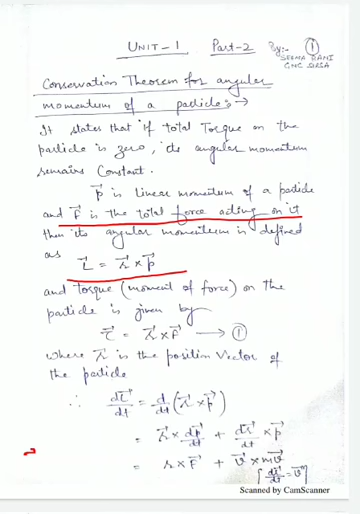 UNIT-1 Part-2 By:- ①
SEEMA RANI
GNC DASA
Conservation Theorem for angular
momentum of a particle:→
It states that if total Torque on the
particle is zero, its angular momentum
remains Constant.
P⃗ is linear momentum of a particle
and F⃗ is the total force acting on it
then its angular momentum is defined
as L⃗ = r⃗ × p⃗
and torque (moment of force) on the
particle is given by
τ⃗ = r⃗ × F⃗ → ①
where r⃗ is the position vector of
the particle
∴ dL⃗/dt = d/dt (r⃗ × p⃗)
= r⃗ × dp⃗/dt + dr⃗/dt × p⃗
= r × F⃗ + v⃗ × mv⃗
[dr⃗/dt = v⃗]
Scanned by CamScanner